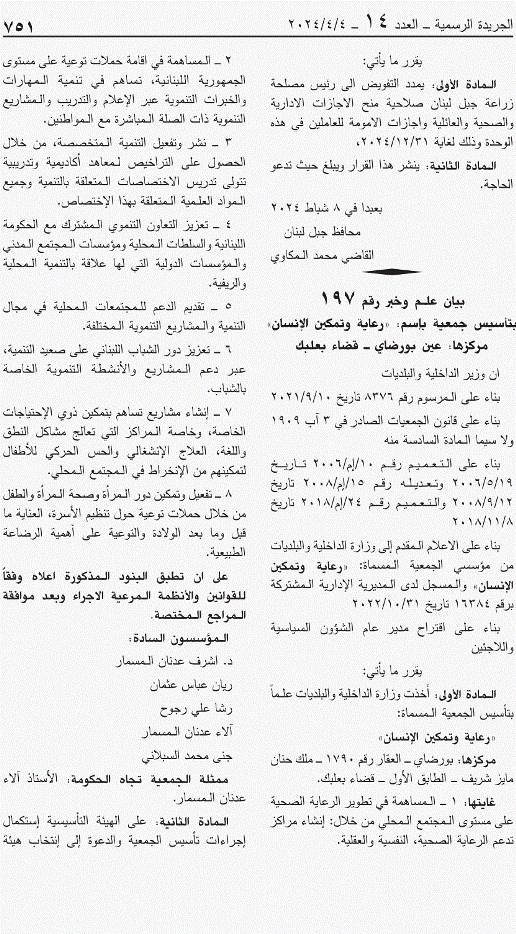 الجريدة الرسمية ـ العدد ١٤ ـ ٢٠٢٤/٤/٤
٧٥١
يقرر ما يأتي:
المادة الأولى: يمدد التفويض الى رئيس مصلحة
زراعة جبل لبنان صلاحية منح الاجازات الادارية
والصحية والعائلية واجازات الامومة للعاملين في هذه
الوحدة وذلك لغاية ٢٠٢٤/١٢/٣١،
المادة الثانية: ينشر هذا القرار ويبلغ حيث تدعو
الحاجة.
بعبدا في ٨ شباط ٢٠٢٤
محافظ جبل لبنان
القاضي محمد المكاوي
بيان علم وخبر رقم ١٩٧
بتأسيس جمعية بإسم: «رعاية وتمكين الإنسان»
مركزها: عين بورضاي ـ قضاء بعلبك
ان وزير الداخلية والبلديات
بناء على المرسوم رقم ٨٣٧٦ تاريخ ٢٠٢١/٩/١٠
بناء على قانون الجمعيات الصادر في ٣ آب ١٩٠٩
ولا سيما المادة السادسة منه
بناء على التعميم رقم ١٠/إم/٢٠٠٦ تاريخ
٢٠٠٦/٥/١٩ وتعديله رقم ١٥/إم/٢٠٠٨ تاريخ
٢٠٠٨/٩/١٢ والتعميم رقم ٢٤/إم/٢٠١٨ تاريخ
٢٠١٨/١١/٨
بناء على الاعلام المقدم إلى وزارة الداخلية والبلديات
من مؤسسي الجمعية المسماة: «رعاية وتمكين
الإنسان» والمسجل لدى المديرية الإدارية المشتركة
برقم ١٦٣٨٤ تاريخ ٢٠٢٢/١٠/٣١
بناء على اقتراح مدير عام الشؤون السياسية
واللاجئين
يقرر ما يأتي:
المادة الأولى: أخذت وزارة الداخلية والبلديات علماً
بتأسيس الجمعية المسماة:
«رعاية وتمكين الإنسان»
مركزها: بورضاي ـ العقار رقم ١٧٩٠ ـ ملك حنان
مايز شريف ـ الطابق الأول ـ قضاء بعلبك.
غايتها: ١ ـ المساهمة في تطوير الرعاية الصحية
على مستوى المجتمع المحلي من خلال: إنشاء مراكز
تدعم الرعاية الصحية، النفسية والعقلية.
٢ ـ المساهمة في اقامة حملات توعية على مستوى
الجمهورية اللبنانية، تساهم في تنمية المهارات
والخبرات التنموية عبر الإعلام والتدريب والمشاريع
التنموية ذات الصلة المباشرة مع المواطنين.
٣ ـ نشر وتفعيل التنمية المتخصصة، من خلال
الحصول على التراخيص لمعاهد أكاديمية وتدريبية
تتولى تدريس الاختصاصات المتعلقة بالتنمية وجميع
المواد العلمية المتعلقة بهذا الإختصاص.
٤ ـ تعزيز التعاون التنموي المشترك مع الحكومة
اللبنانية والسلطات المحلية ومؤسسات المجتمع المدني
والمؤسسات الدولية التي لها علاقة بالتنمية المحلية
والريفية.
٥ ـ تقديم الدعم للمجتمعات المحلية في مجال
التنمية والمشاريع التنموية المختلفة.
٦ ـ تعزيز دور الشباب اللبناني على صعيد التنمية،
عبر دعم المشاريع والأنشطة التنموية الخاصة
بالشباب.
٧ ـ إنشاء مشاريع تساهم بتمكين ذوي الإحتياجات
الخاصة، وخاصة المراكز التي تعالج مشاكل النطق
واللغة، العلاج الإنشغالي والحس الحركي للأطفال
لتمكينهم من الإنخراط في المجتمع المحلي.
٨ ـ تفعيل وتمكين دور المرأة وصحة المرأة والطفل
من خلال حملات توعية حول تنظيم الأسرة، العناية ما
قبل وما بعد الولادة والتوعية على أهمية الرضاعة
الطبيعية.
على ان تطبق البنود المذكورة اعلاه وفقاً
للقوانين والأنظمة المرعية الاجراء وبعد موافقة
المراجع المختصة.
المؤسسون السادة:
د. اشرف عدنان المسمار
ريان عباس عثمان
رشا علي رجوح
آلاء عدنان المسمار
جنى محمد السبلاني
ممثلة الجمعية تجاه الحكومة: الأستاذ آلاء
عدنان المسمار.
المادة الثانية: على الهيئة التأسيسية إستكمال
إجراءات تأسيس الجمعية والدعوة إلى إنتخاب هيئة